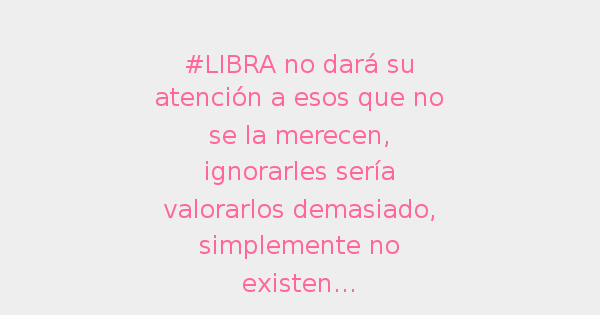 #LIBRA no dará su
atención a esos que no
se la merecen,
ignorarles sería
valorarlos demasiado,
simplemente no
existen...